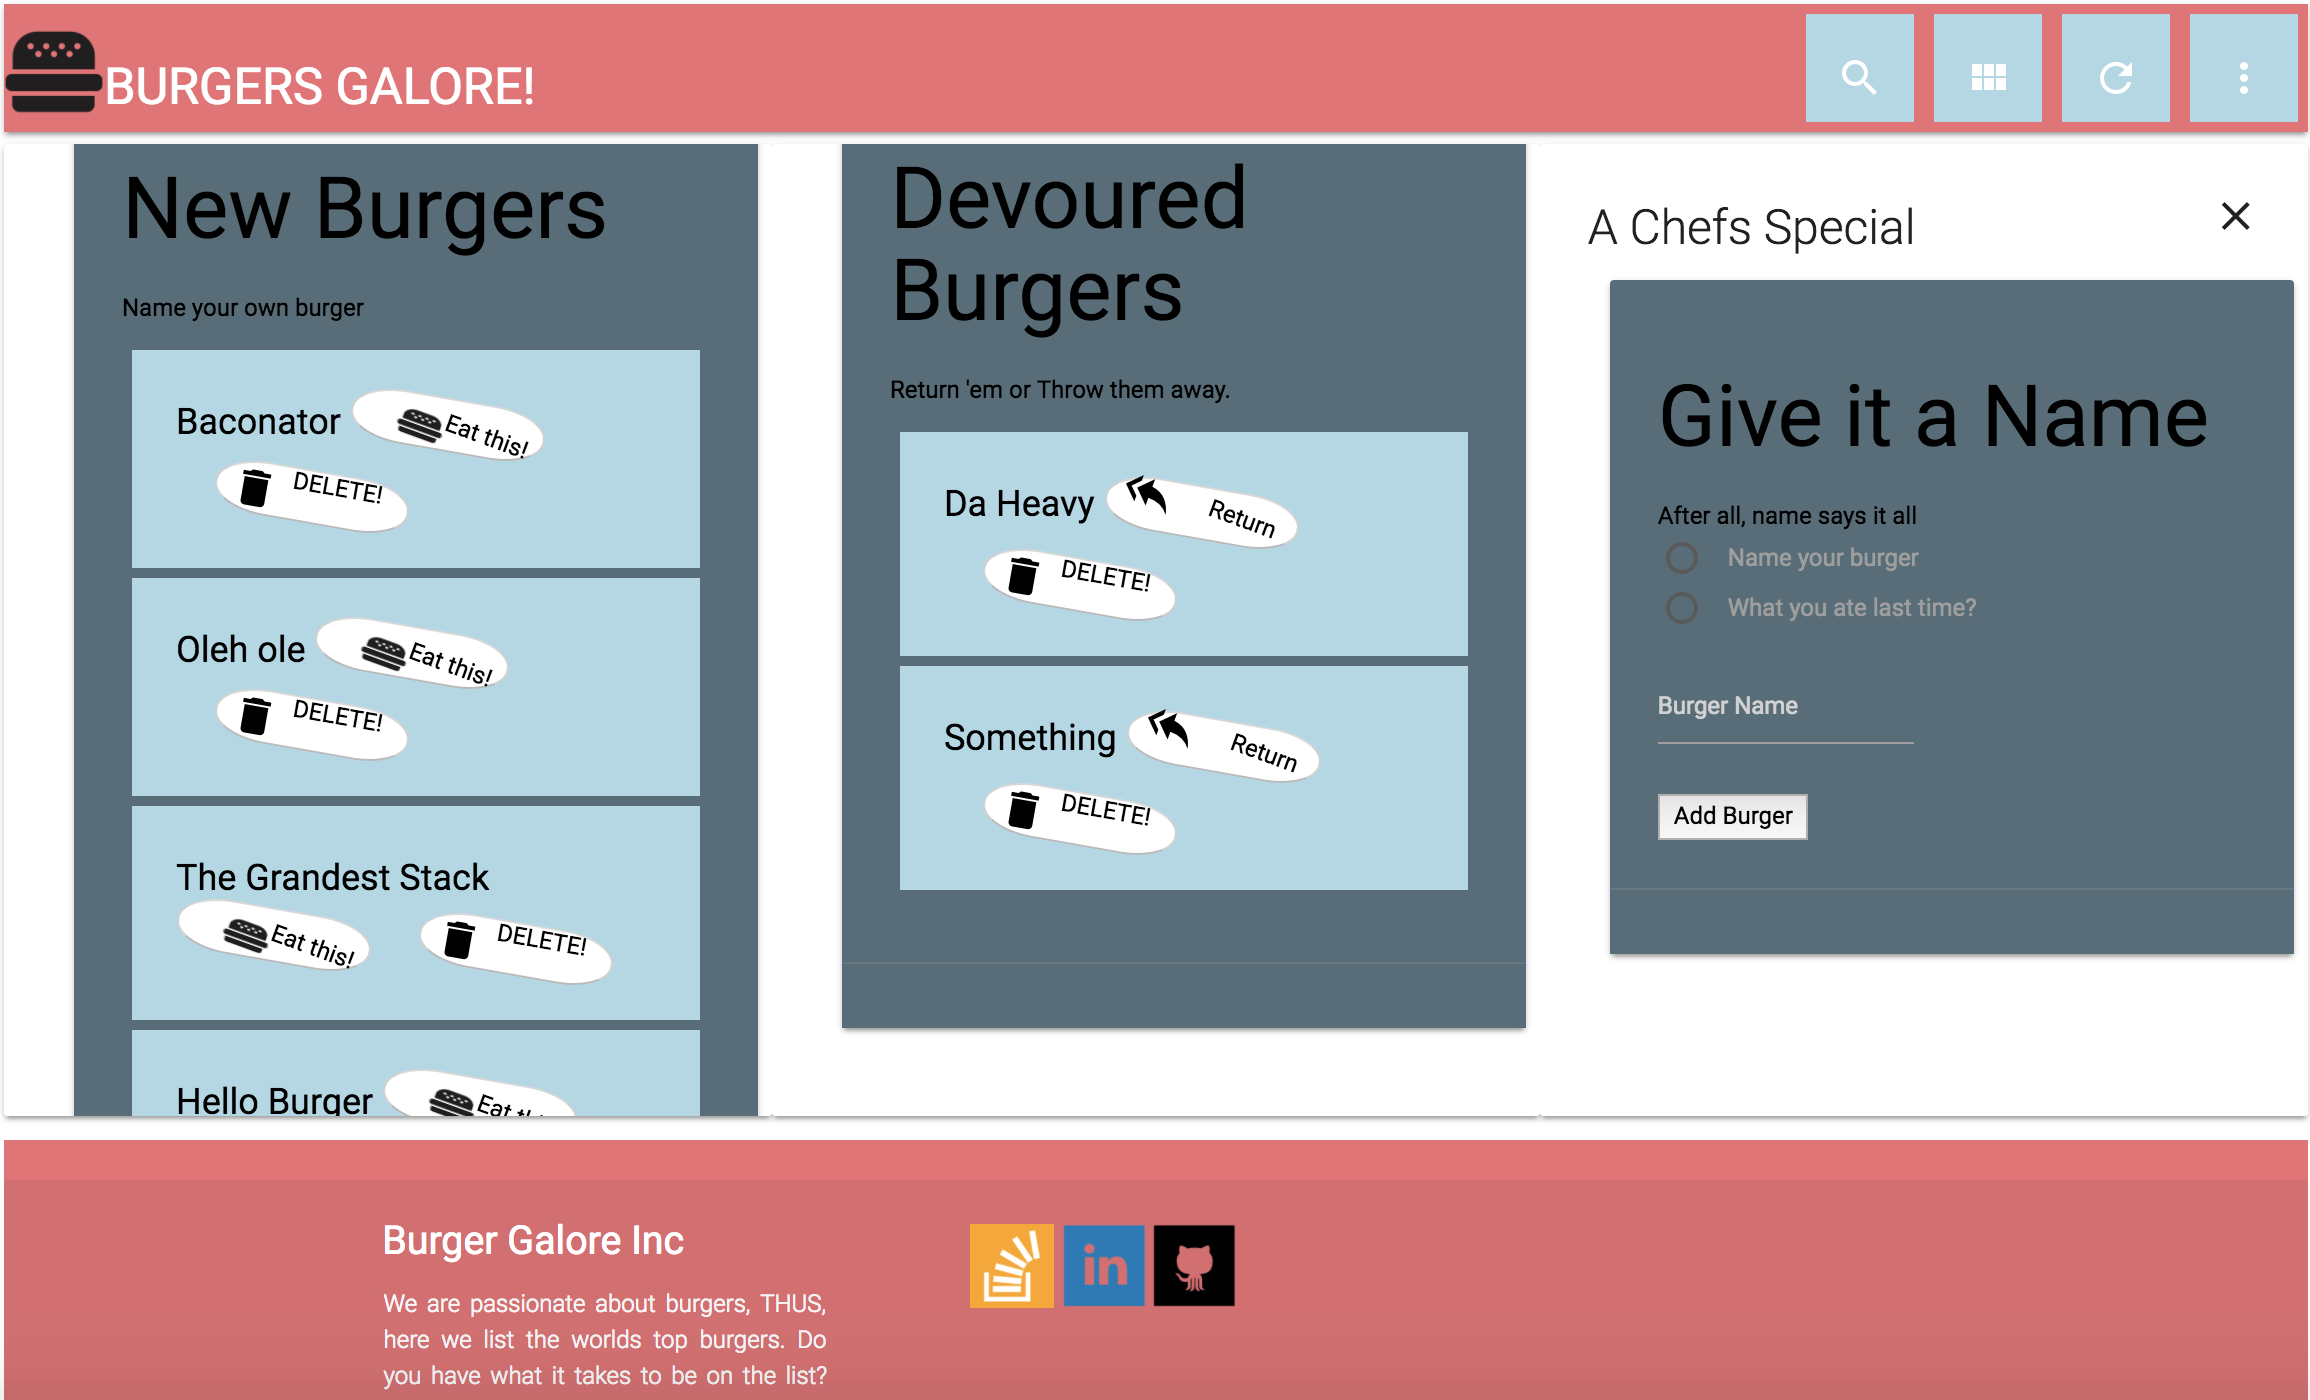 BURGERS GALORE!
New Burgers
Name your own burger
Baconator
Eat this!
DELETE!
Oleh ole
Eat this!
DELETE!
The Grandest Stack
Eat this!
DELETE!
Hello Burger
Devoured
Burgers
Return 'em or Throw them away.
Da Heavy
Return
DELETE!
Something
Return
DELETE!
A Chefs Special
Give it a Name
After all, name says it all
Name your burger
What you ate last time?
Burger Name
Add Burger
Burger Galore Inc
in
We are passionate about burgers, THUS,
here we list the worlds top burgers. Do
you have what it takes to be on the list?